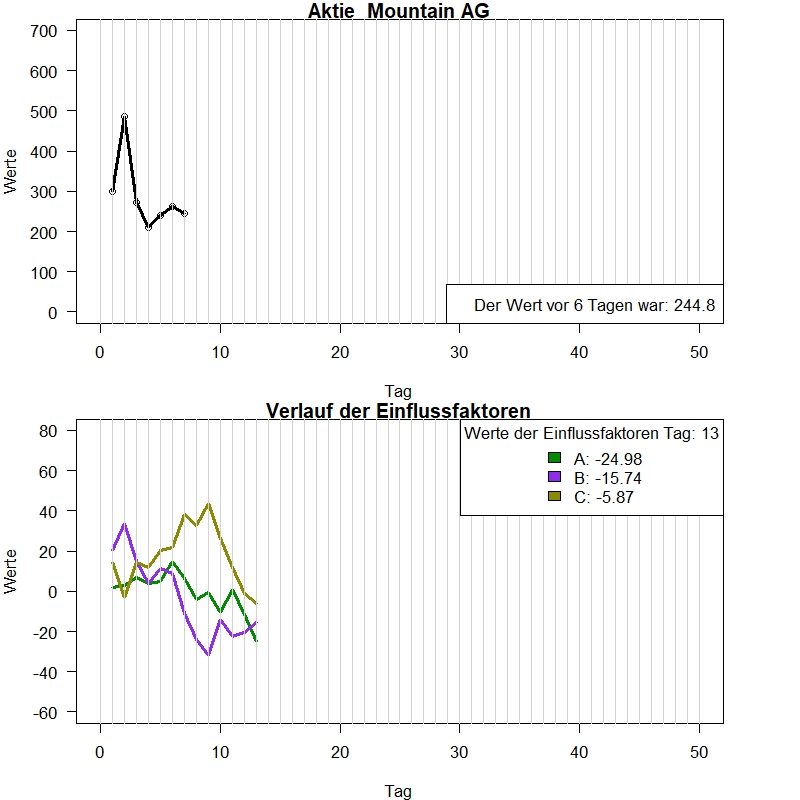 Aktie  Mountain AG
Werte
700
600
500
400
300
200
100
0
Der Wert vor 6 Tagen war: 244.8
0 10 20 30 40 50
Tag
Verlauf der Einflussfaktoren
Werte
80
60
40
20
0
-20
-40
-60
Werte der Einflussfaktoren Tag: 13
A: -24.98
B: -15.74
C: -5.87
0 10 20 30 40 50
Tag